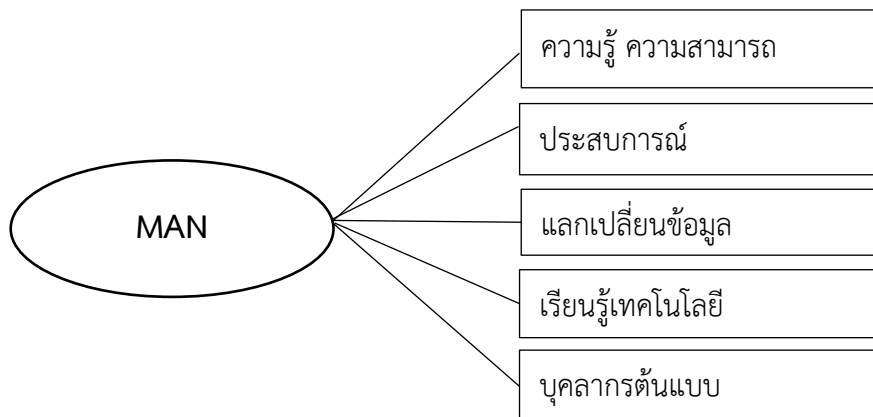 MAN
ความรู้ ความสามารถ
ประสบการณ์
แลกเปลี่ยนข้อมูล
เรียนรู้เทคโนโลยี
บุคลากรต้นแบบ